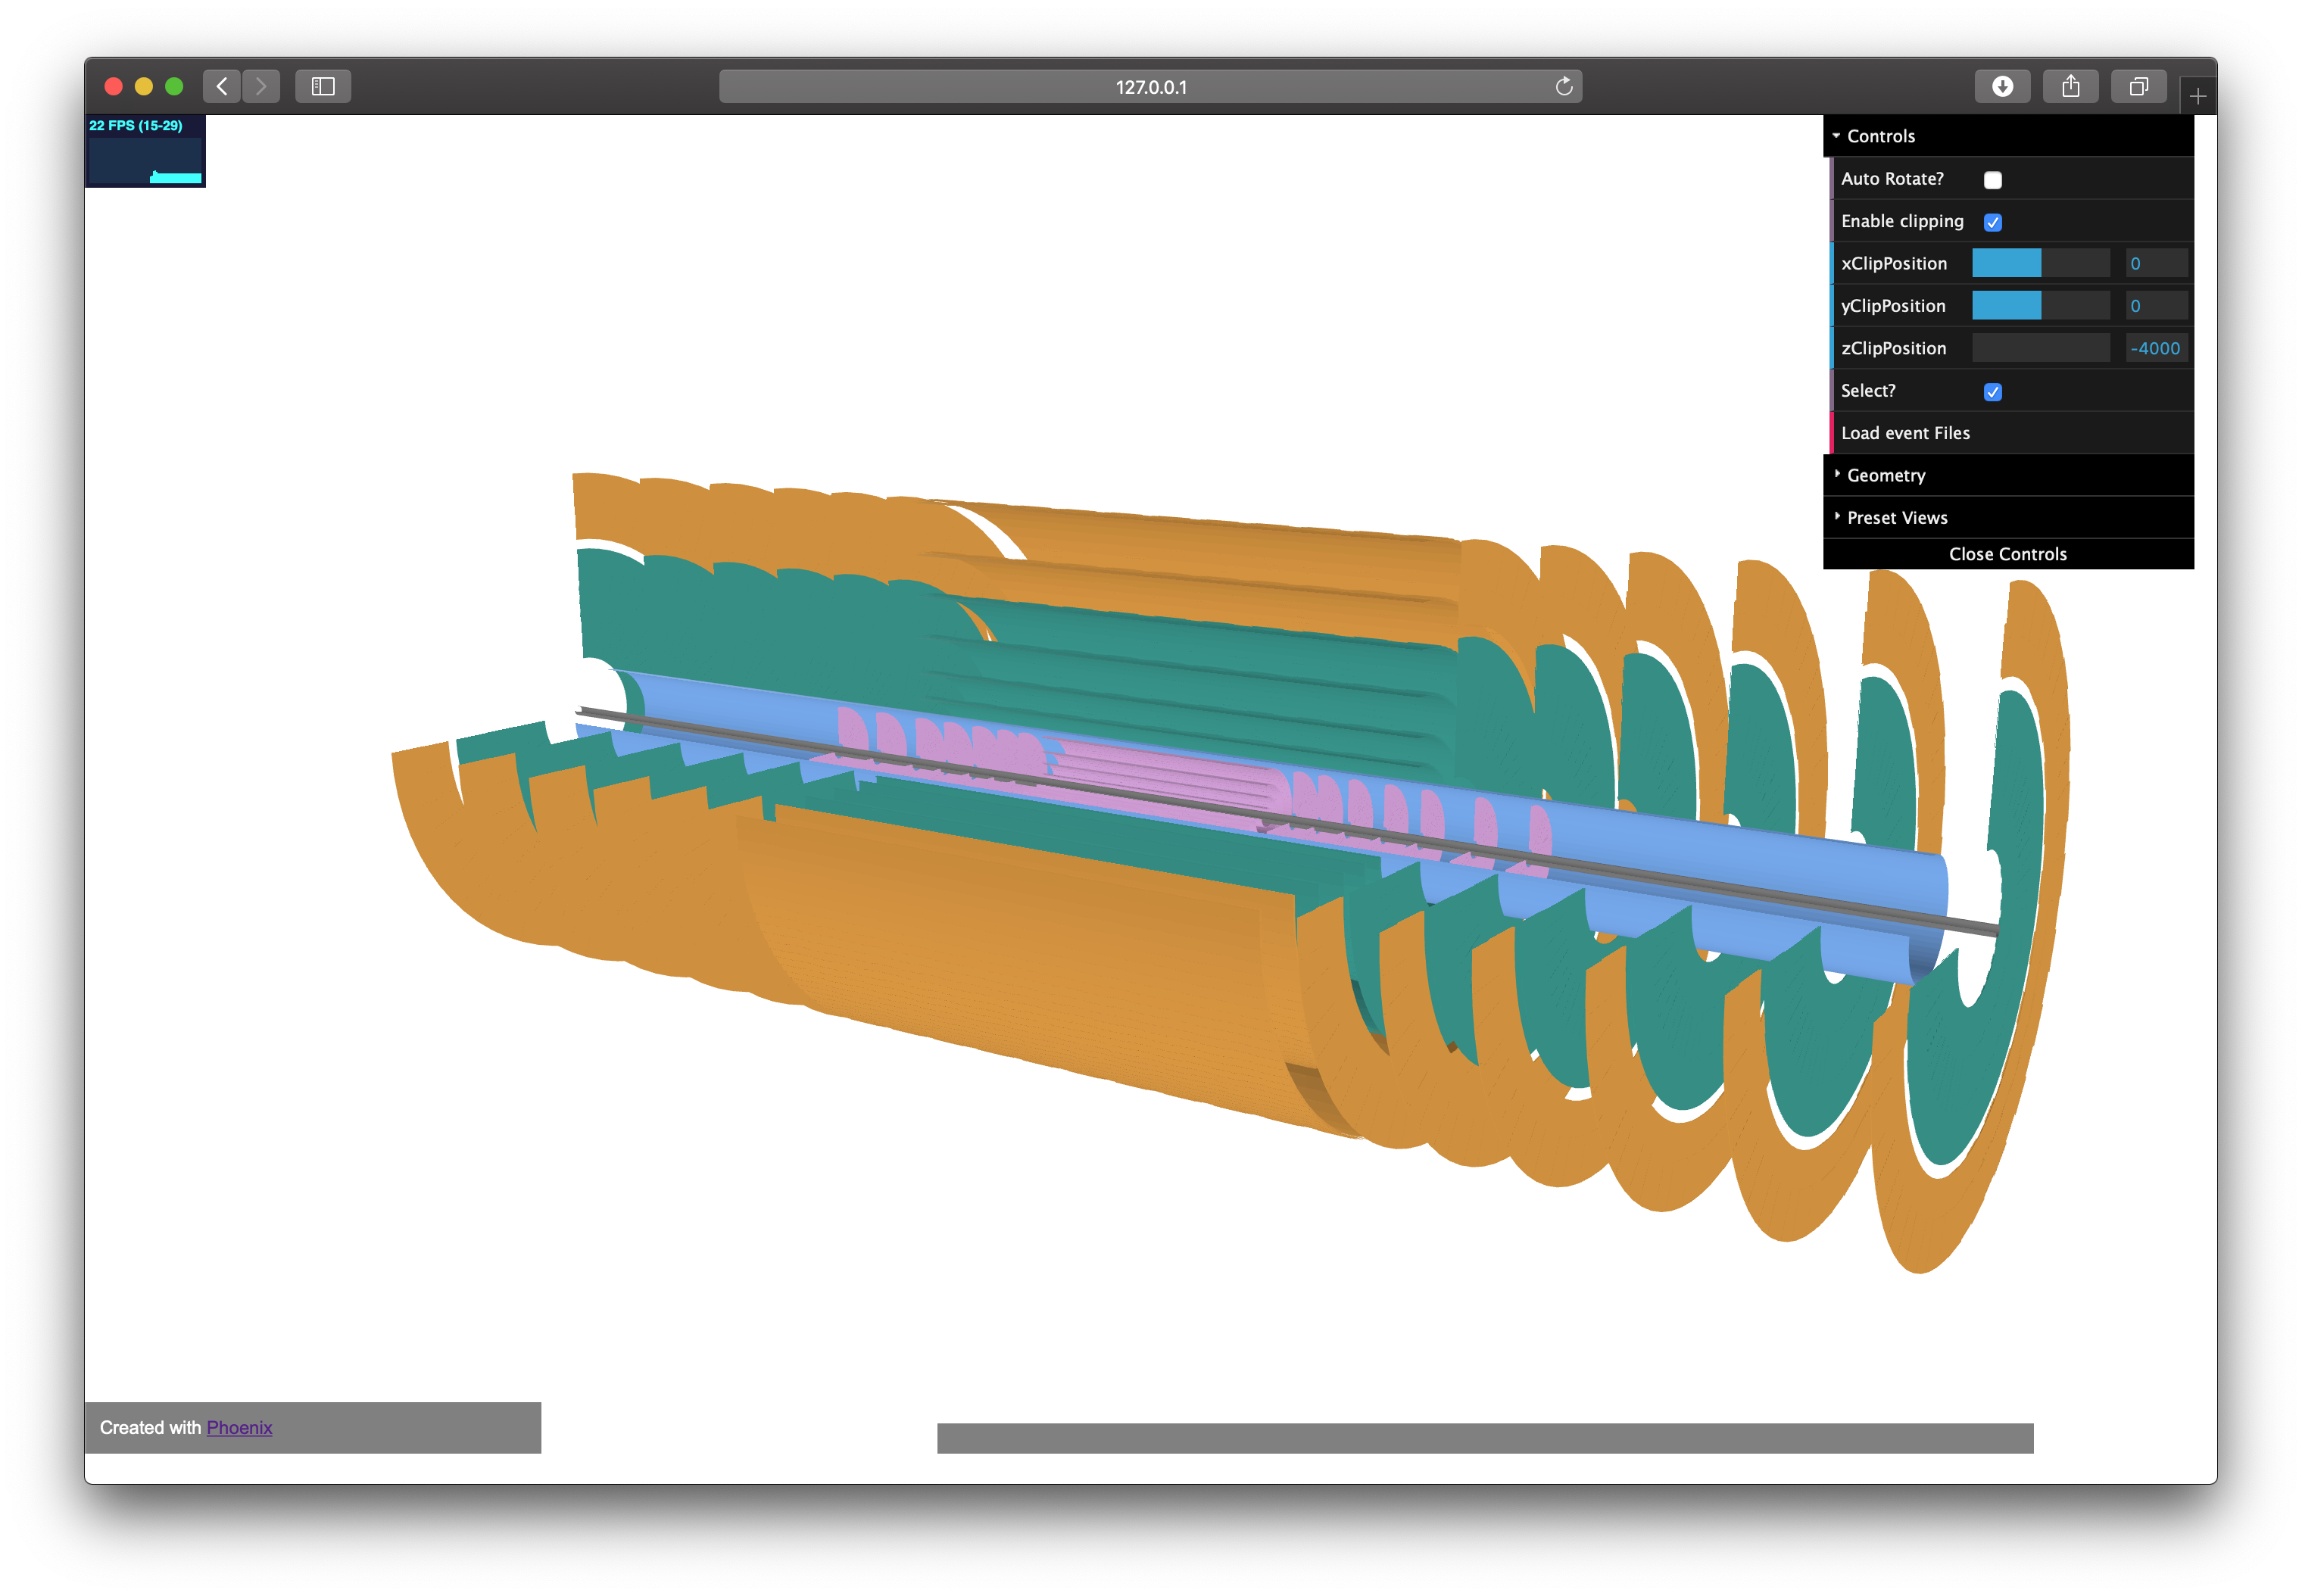 127.0.0.1
22 FPS (15-29)
Controls
Auto Rotate?
Enable clipping
xClipPosition 0
yClipPosition 0
zClipPosition -4000
Select?
Load event Files
Geometry
Preset Views
Close Controls
Created with Phoenix